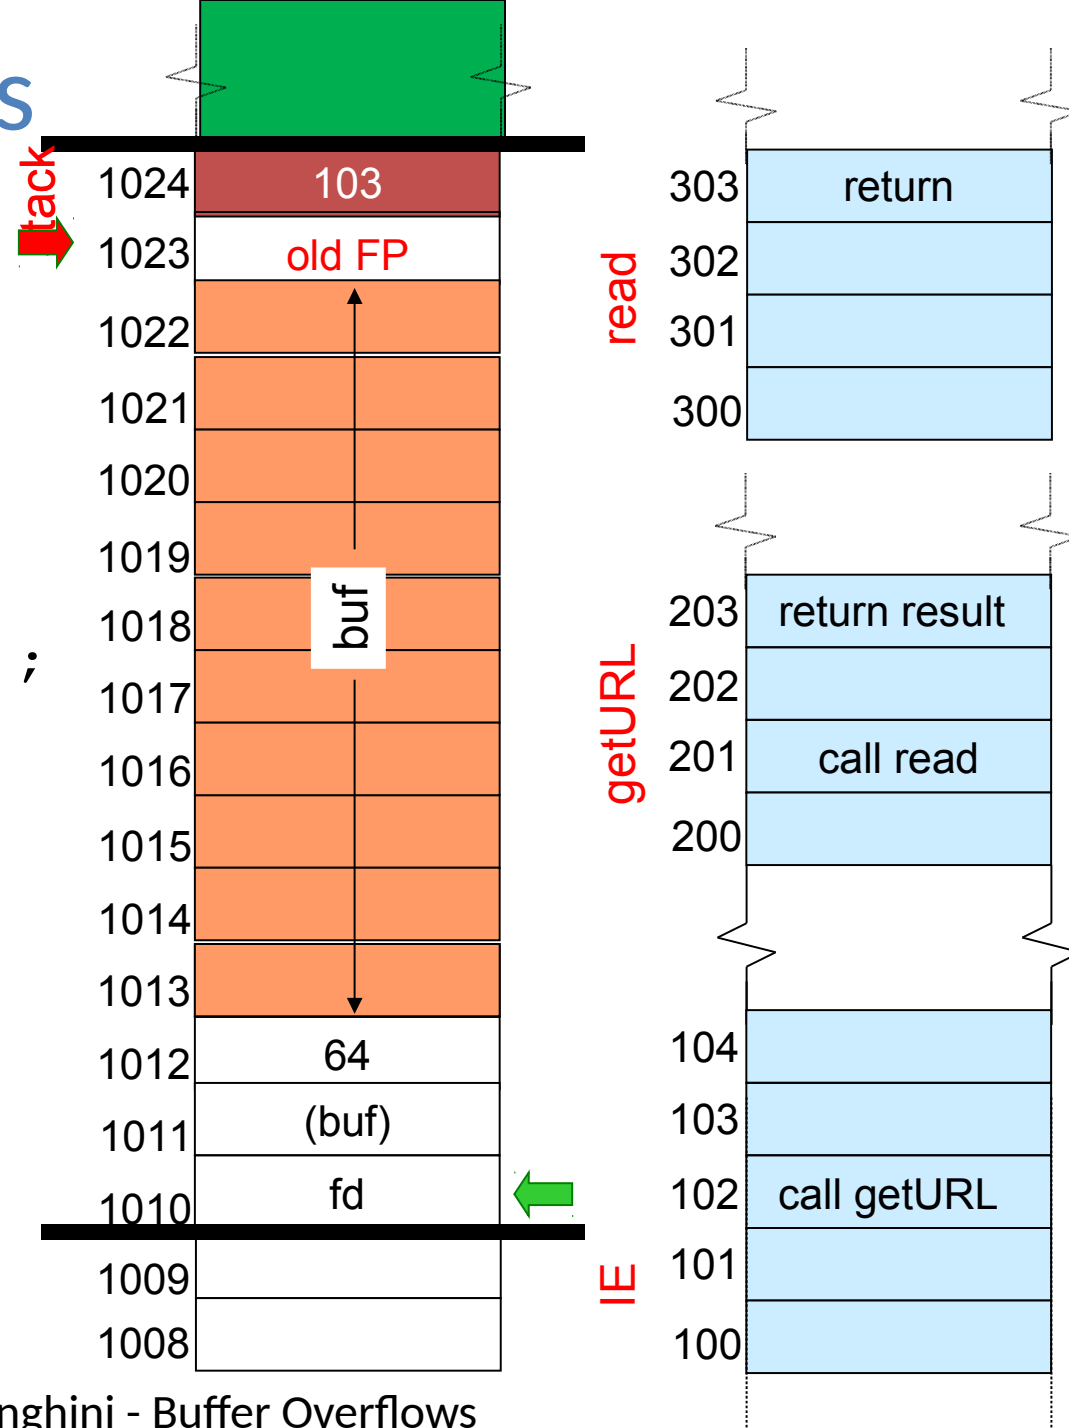 s
tack
1024 103
1023 old FP
1022
1021
1020
1019
1018
1017
1016
1015
1014
1013
buf
1012 64
1011 (buf)
1010 fd
1009
1008
;
read
303 return
302
301
300
getURL
203 return result
202
201 call read
200
IE
104
103
102 call getURL
101
100
nghini - Buffer Overflows